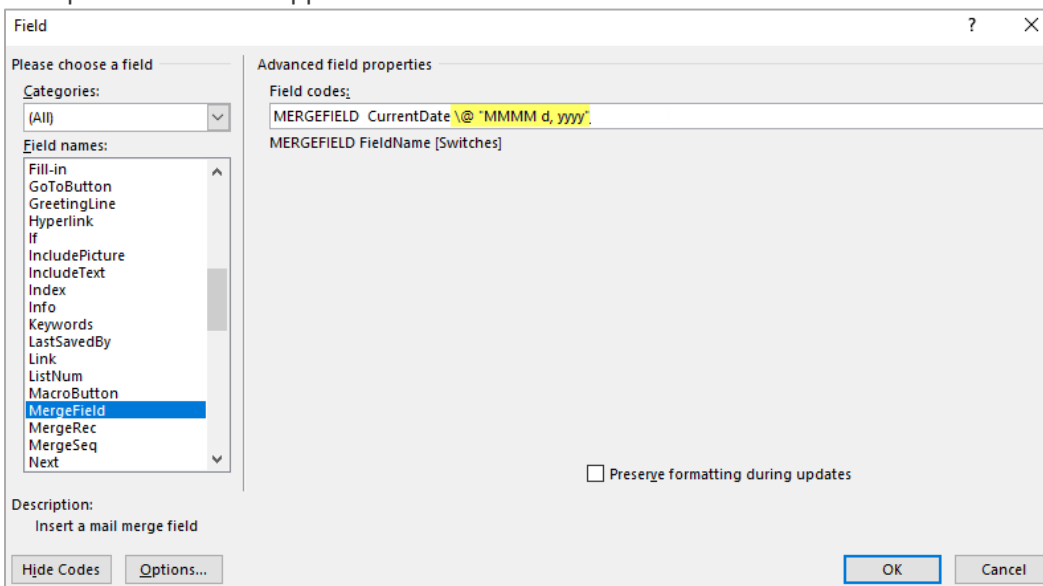 Field ? ×
Please choose a field
Categories:
(All)
Field names:
Fill-in
GoToButton
GreetingLine
Hyperlink
If
IncludePicture
IncludeText
Index
Info
Keywords
LastSavedBy
Link
ListNum
MacroButton
MergeField
MergeRec
MergeSeq
Next
Description:
Insert a mail merge field
Advanced field properties
Field codes:
MERGEFIELD  CurrentDate \@ "MMMM d, yyyy"
MERGEFIELD FieldName [Switches]
Preserve formatting during updates
Hide Codes Options... OK Cancel